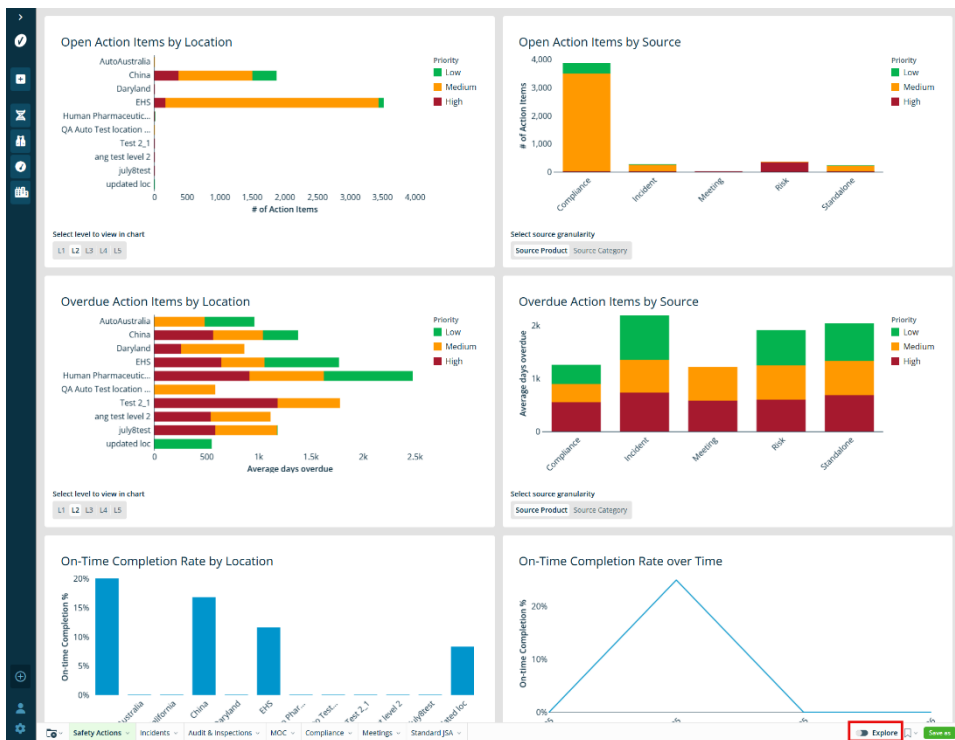 Open Action Items by Location
AutoAustralia
China
Daryland
EHS
Human Pharmaceutic...
QA Auto Test location ...
Test 2_1
ang test level 2
july8test
updated loc
0 500 1,000 1,500 2,000 2,500 3,000 3,500 4,000
# of Action Items
Priority
Low
Medium
High
Select level to view in chart
L1 L2 L3 L4 L5
Open Action Items by Source
4,000
3,000
2,000
1,000
0
# of Action Items
Compliance
Incident
Meeting
Risk
Standalone
Priority
Low
Medium
High
Select source granularity
Source Product Source Category
Overdue Action Items by Location
AutoAustralia
China
Daryland
EHS
Human Pharmaceutic...
QA Auto Test location ...
Test 2_1
ang test level 2
july8test
updated loc
0 500 1k 1.5k 2k 2.5k
Average days overdue
Priority
Low
Medium
High
Select level to view in chart
L1 L2 L3 L4 L5
Overdue Action Items by Source
2k
1k
0
Average days overdue
Compliance
Incident
Meeting
Risk
Standalone
Priority
Low
Medium
High
Select source granularity
Source Product Source Category
On-Time Completion Rate by Location
20%
15%
10%
5%
0%
On-time Completion %
China
EHS
Test 2_1
On-Time Completion Rate over Time
20%
10%
0%
On-time Completion %
Safety Actions Incidents Audit & Inspections MOC Compliance Meetings Standard JSA Explore Save as